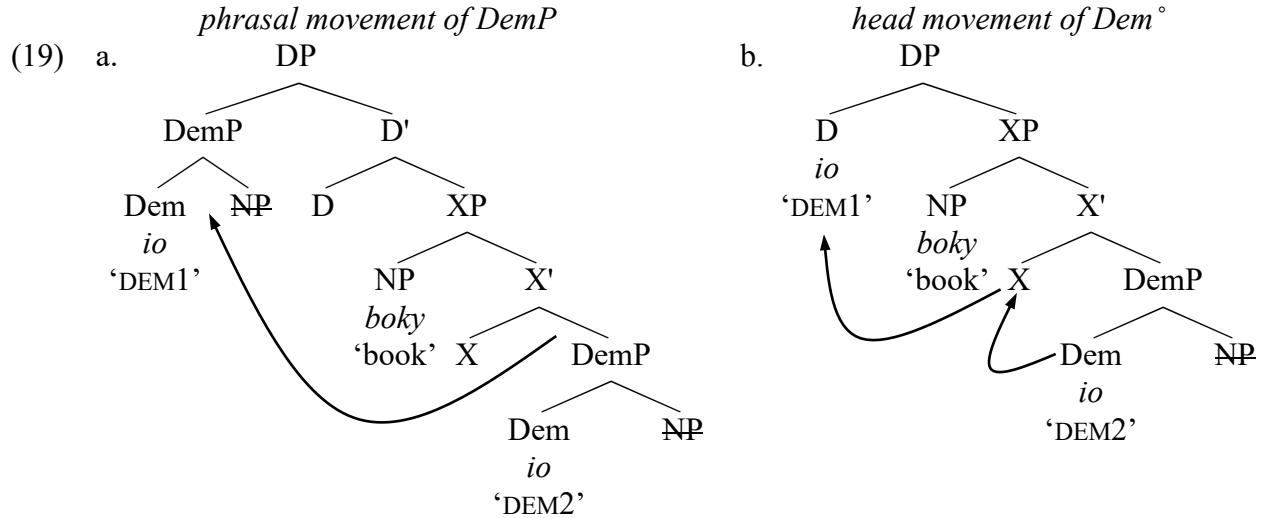 phrasal movement of DemP head movement of Dem˚
(19) a. DP b. DP
DemP D' D XP
io
Dem NP D XP 'DEM1' NP X'
io boky
'DEM1' NP X' 'book' X DemP
boky
'book' X DemP Dem NP
io
Dem NP 'DEM2'
io
'DEM2'